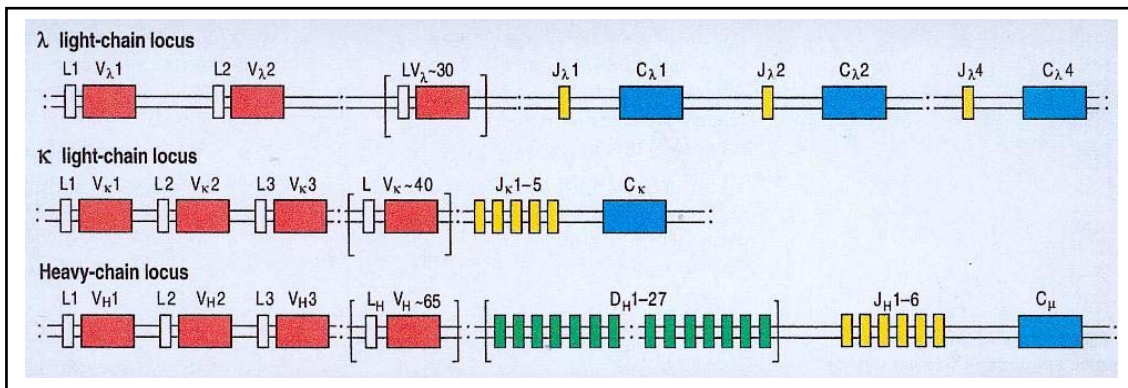 λ light-chain locus
L1 Vλ1 L2 Vλ2 LVλ~30 Jλ1 Cλ1 Jλ2 Cλ2 Jλ4 Cλ4
κ light-chain locus
L1 Vκ1 L2 Vκ2 L3 Vκ3 L Vκ~40 Jκ1–5 Cκ
Heavy-chain locus
L1 VH1 L2 VH2 L3 VH3 LH VH~65 DH1–27 JH1–6 Cμ